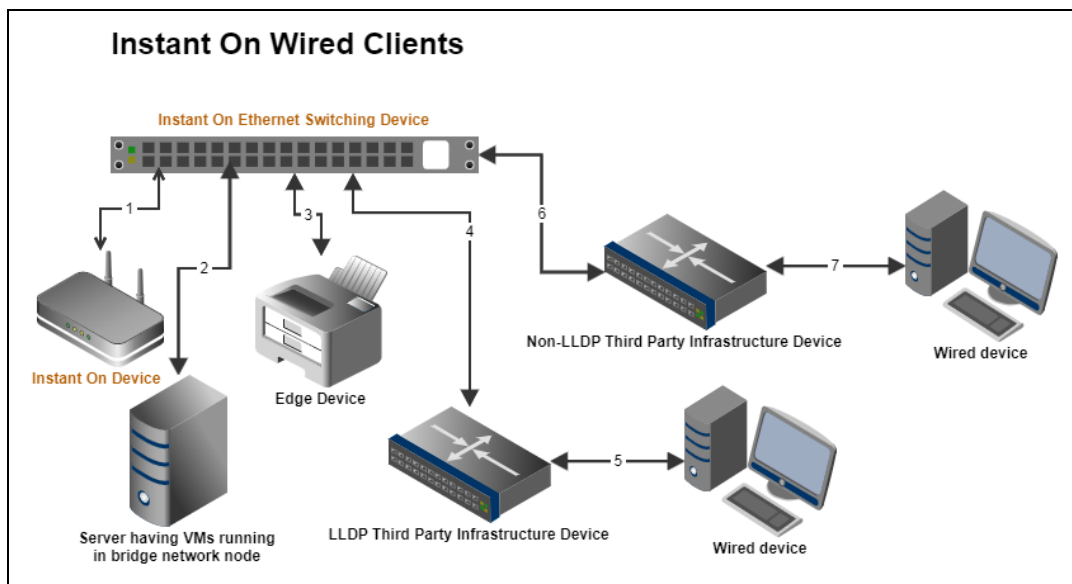 Instant On Wired Clients
Instant On Ethernet Switching Device
1
2
3
4
6
7
Instant On Device
Edge Device
Non-LLDP Third Party Infrastructure Device
Wired device
5
Server having VMs running
in bridge network node
LLDP Third Party Infrastructure Device
Wired device